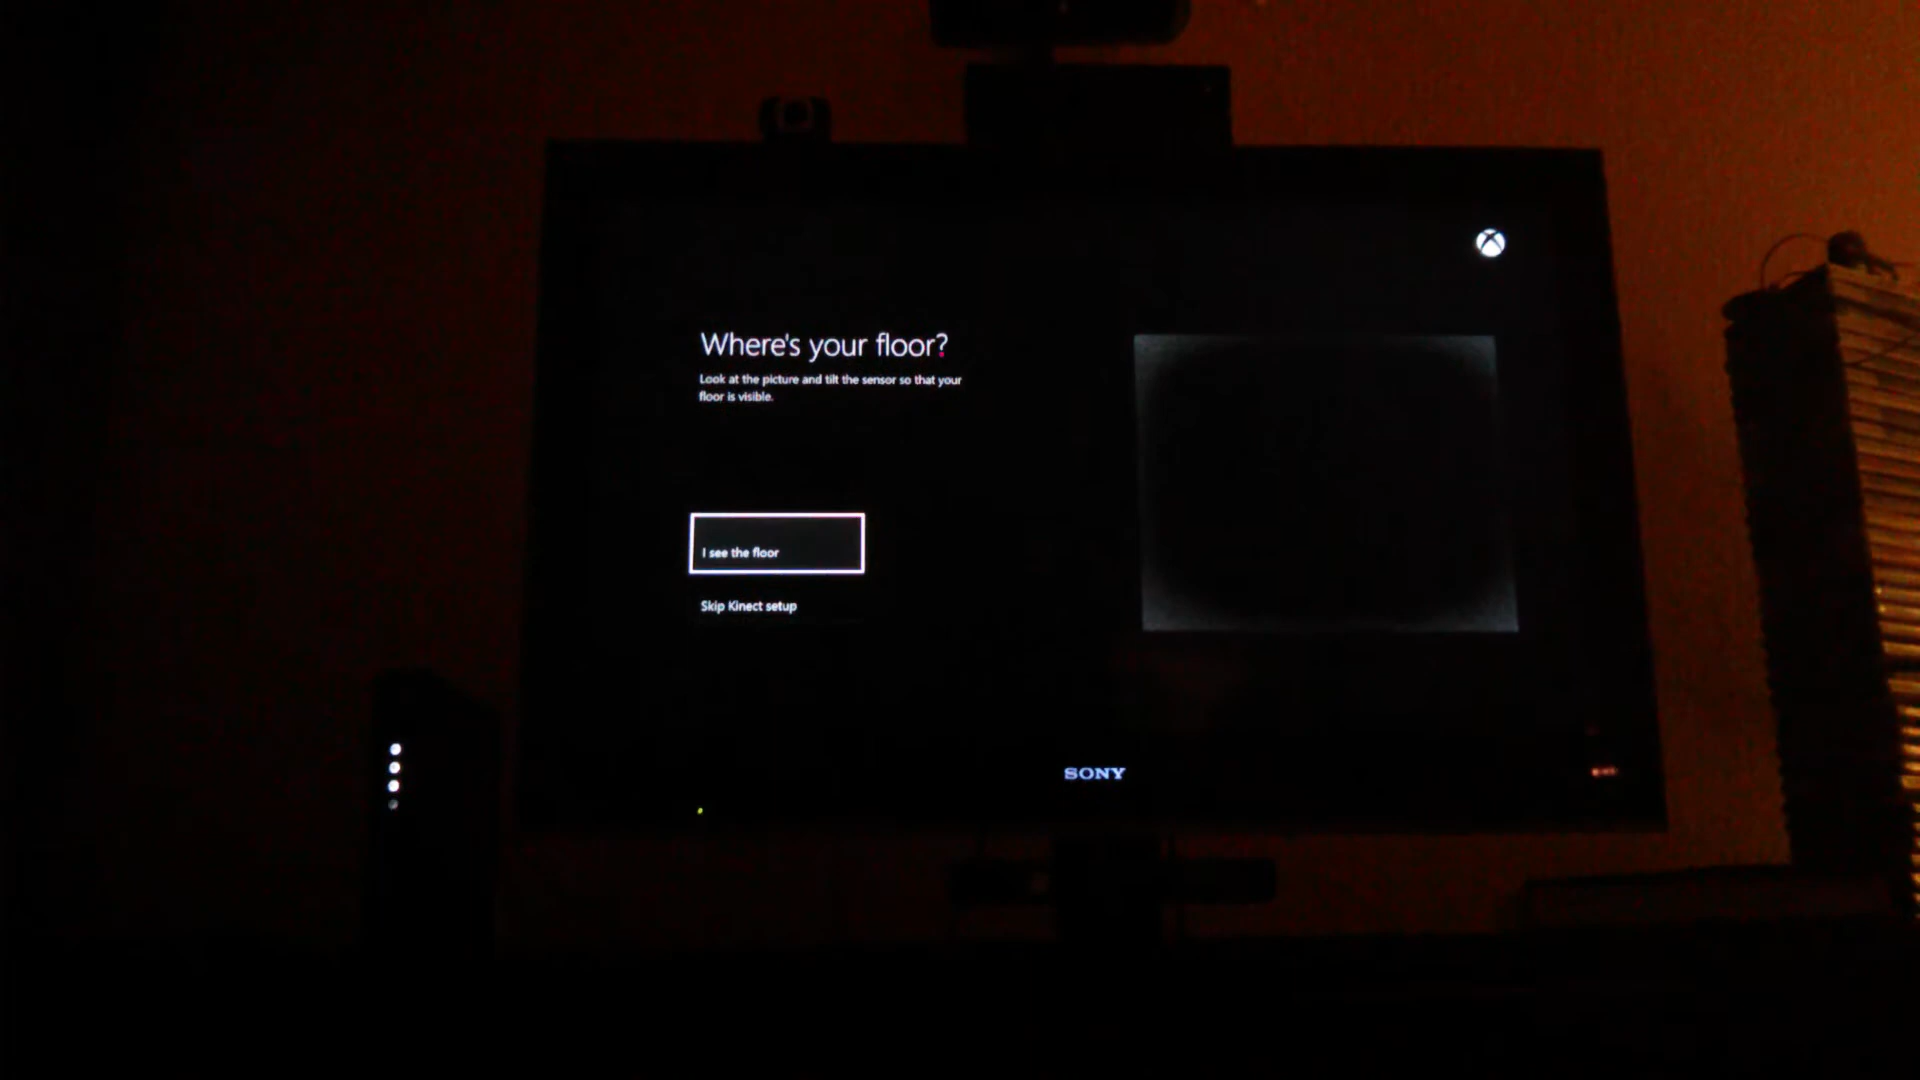 Where's your floor?
Look at the picture and tilt the sensor so that your
floor is visible.
I see the floor
Skip Kinect setup
SONY